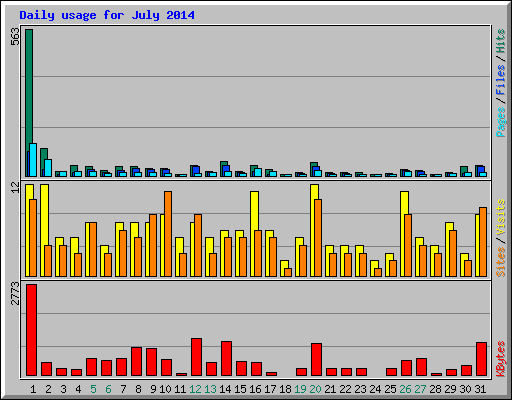 Daily usage for July 2014
563
Pages / Files / Hits
12
Sites / Visits
2773
KBytes
1 2 3 4 5 6 7 8 9 10 11 12 13 14 15 16 17 18 19 20 21 22 23 24 25 26 27 28 29 30 31